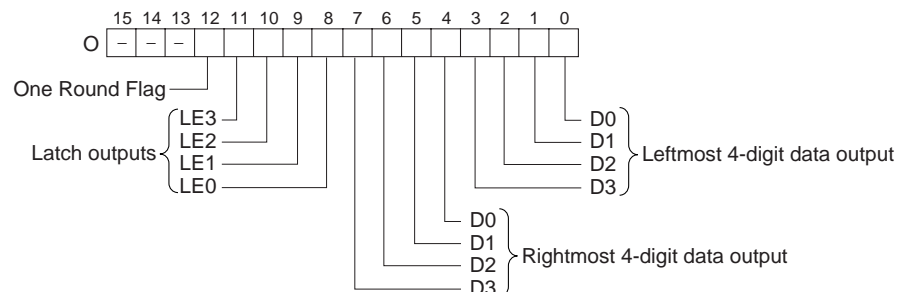 15 14 13 12 11 10 9 8 7 6 5 4 3 2 1 0
O – – –
One Round Flag
LE3
LE2
LE1
LE0
Latch outputs
D0
D1
D2
D3
Leftmost 4-digit data output
D0
D1
D2
D3
Rightmost 4-digit data output